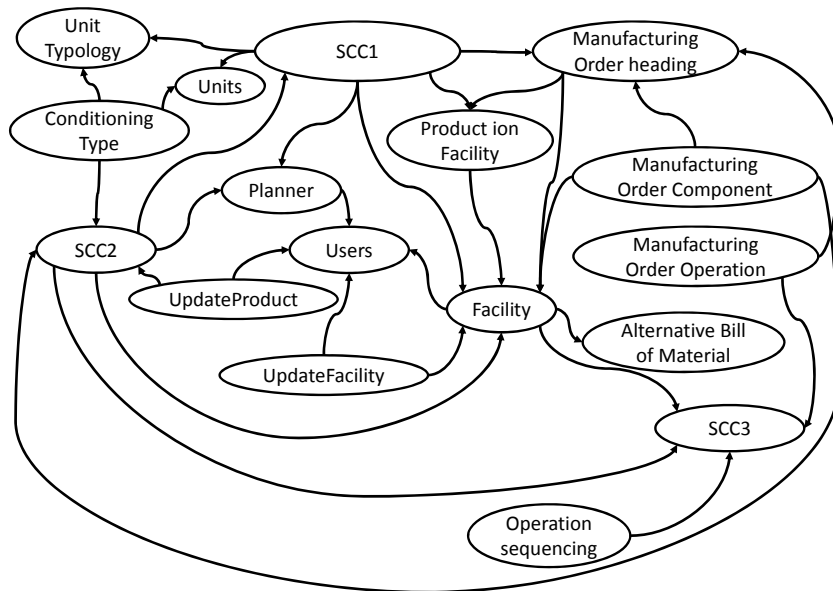 Unit
Typology
SCC1
Manufacturing
Order heading
Units
Conditioning
Type
Product ion
Facility
Planner
Manufacturing
Order Component
SCC2
Users
Manufacturing
Order Operation
UpdateProduct
Facility
Alternative Bill
of Material
UpdateFacility
SCC3
Operation
sequencing